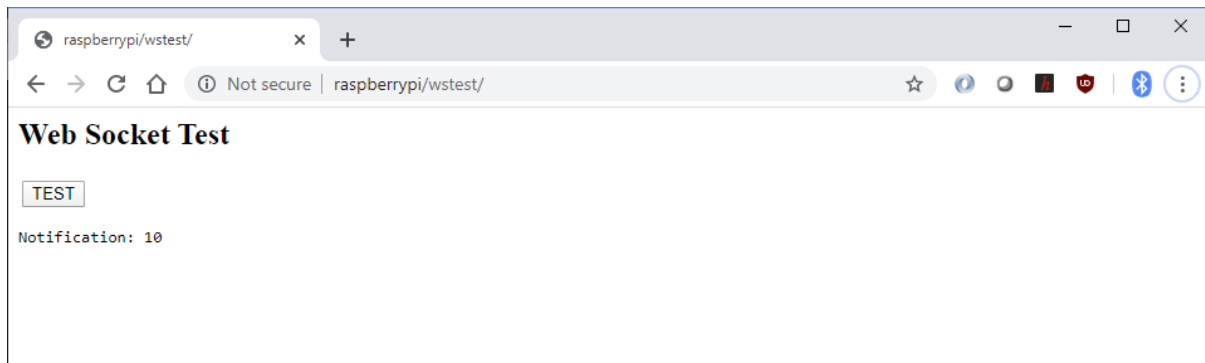 raspberrypi/wstest/
Not secure | raspberrypi/wstest/
Web Socket Test
TEST
Notification: 10